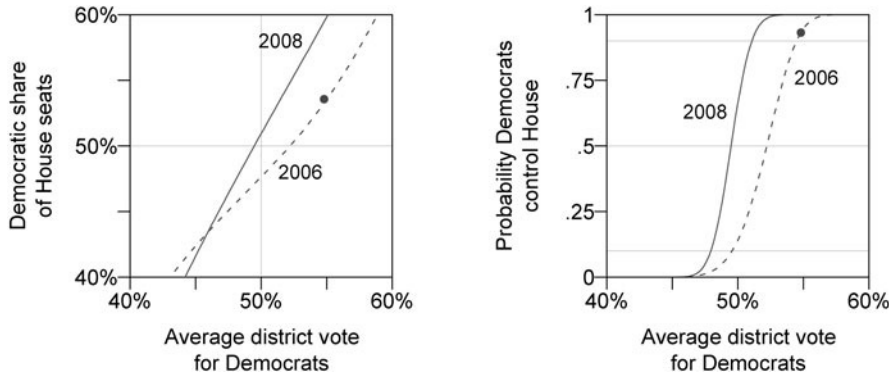 60%
50%
40%
Democratic share
of House seats
2008
2006
40%
50%
60%
Average district vote
for Democrats
1
.75
.5
.25
0
Probability Democrats
control House
2008
2006
40%
50%
60%
Average district vote
for Democrats